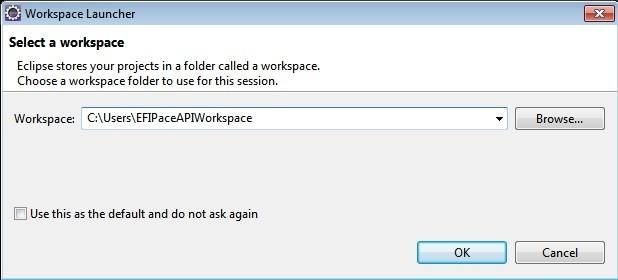 Workspace Launcher
Select a workspace
Eclipse stores your projects in a folder called a workspace.
Choose a workspace folder to use for this session.
Workspace: C:\Users\EFIPaceAPIWorkspace Browse...
Use this as the default and do not ask again
OK Cancel